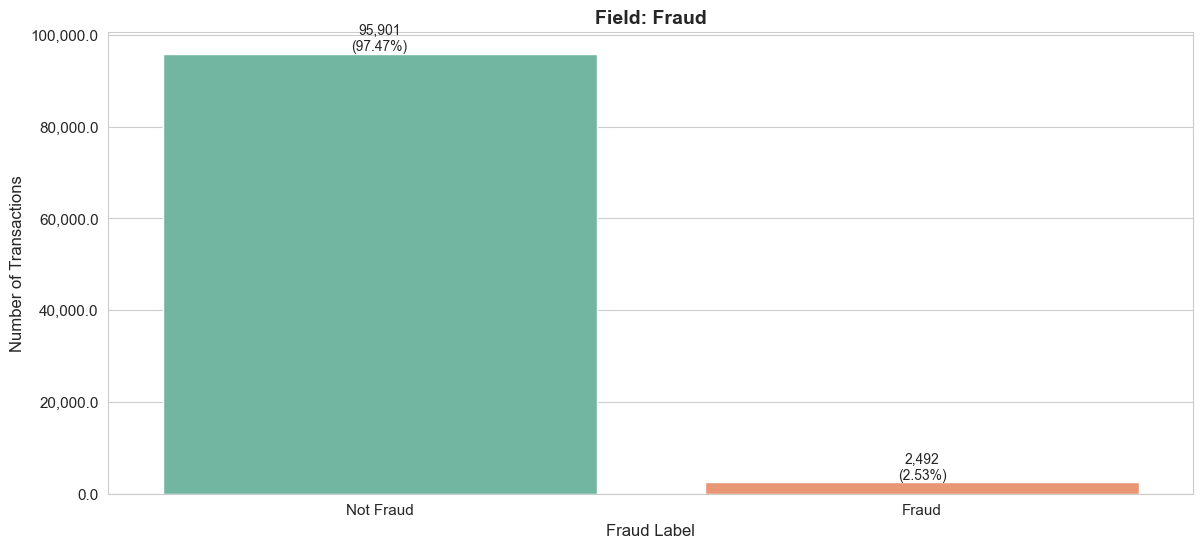 Field: Fraud
100,000.0
80,000.0
60,000.0
40,000.0
20,000.0
0.0
Number of Transactions
95,901
(97.47%)
2,492
(2.53%)
Not Fraud
Fraud
Fraud Label